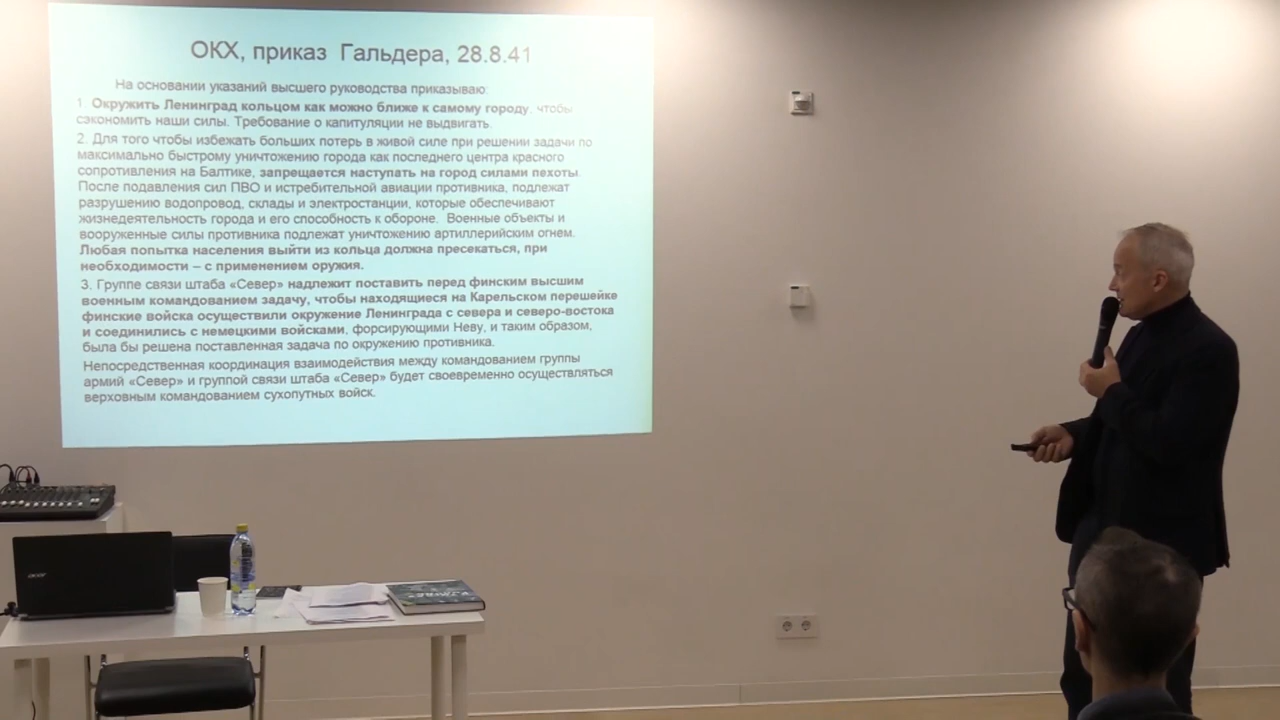 ОКХ, приказ Гальдера, 28.8.41
На основании указаний высшего руководства приказываю:
1. Окружить Ленинград кольцом как можно ближе к самому городу, чтобы
сэкономить наши силы. Требование о капитуляции не выдвигать.
2. Для того чтобы избежать больших потерь в живой силе при решении задачи по
максимально быстрому уничтожению города как последнего центра красного
сопротивления на Балтике, запрещается наступать на город силами пехоты.
После подавления сил ПВО и истребительной авиации противника, подлежат
разрушению водопровод, склады и электростанции, которые обеспечивают
жизнедеятельность города и его способность к обороне. Военные объекты и
вооруженные силы противника подлежат уничтожению артиллерийским огнем.
Любая попытка населения выйти из кольца должна пресекаться, при
необходимости – с применением оружия.
3. Группе связи штаба «Север» надлежит поставить перед финским высшим
военным командованием задачу, чтобы находящиеся на Карельском перешейке
финские войска осуществили окружение Ленинграда с севера и северо-востока
и соединились с немецкими войсками, форсирующими Неву, и таким образом,
была бы решена поставленная задача по окружению противника.
Непосредственная координация взаимодействия между командованием группы
армий «Север» и группой связи штаба «Север» будет своевременно осуществляться
верховным командованием сухопутных войск.
acer